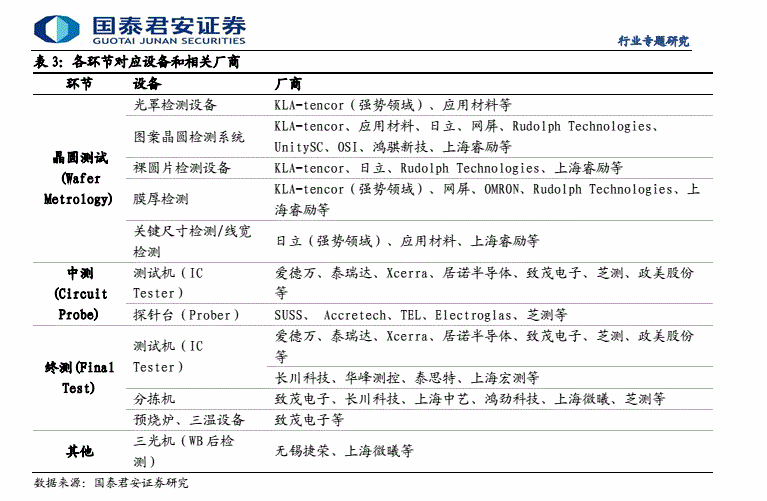 国泰君安证券
GUOTAI JUNAN SECURITIES
行业专题研究
表 3：各环节对应设备和相关厂商
环节 设备 厂商
晶圆测试
(Wafer
Metrology)
光罩检测设备 KLA-tencor（强势领域）、应用材料等
图案晶圆检测系统 KLA-tencor、应用材料、日立、网屏、Rudolph Technologies、
UnitySC、OSI、鸿骐新技、上海睿励等
裸圆片检测设备 KLA-tencor、日立、Rudolph Technologies、上海睿励等
膜厚检测 KLA-tencor（强势领域）、网屏、OMRON、Rudolph Technologies、上
海睿励等
关键尺寸检测/线宽
检测
日立（强势领域）、应用材料、上海睿励等
中测
(Circuit
Probe)
测试机（IC
Tester）
爱德万、泰瑞达、Xcerra、居诺半导体、致茂电子、芝测、政美股份
等
探针台（Prober） SUSS、 Accretech、TEL、Electroglas、芝测等
终测(Final
Test)
测试机（IC
Tester）
爱德万、泰瑞达、Xcerra、居诺半导体、致茂电子、芝测、政美股份
等
长川科技、华峰测控、泰思特、上海宏测等
分拣机 致茂电子、长川科技、上海中艺、鸿劲科技、上海微曦、芝测等
预烧炉、三温设备 致茂电子等
其他
三光机（WB 后检
测）
无锡捷荣、上海微曦等
数据来源：国泰君安证券研究